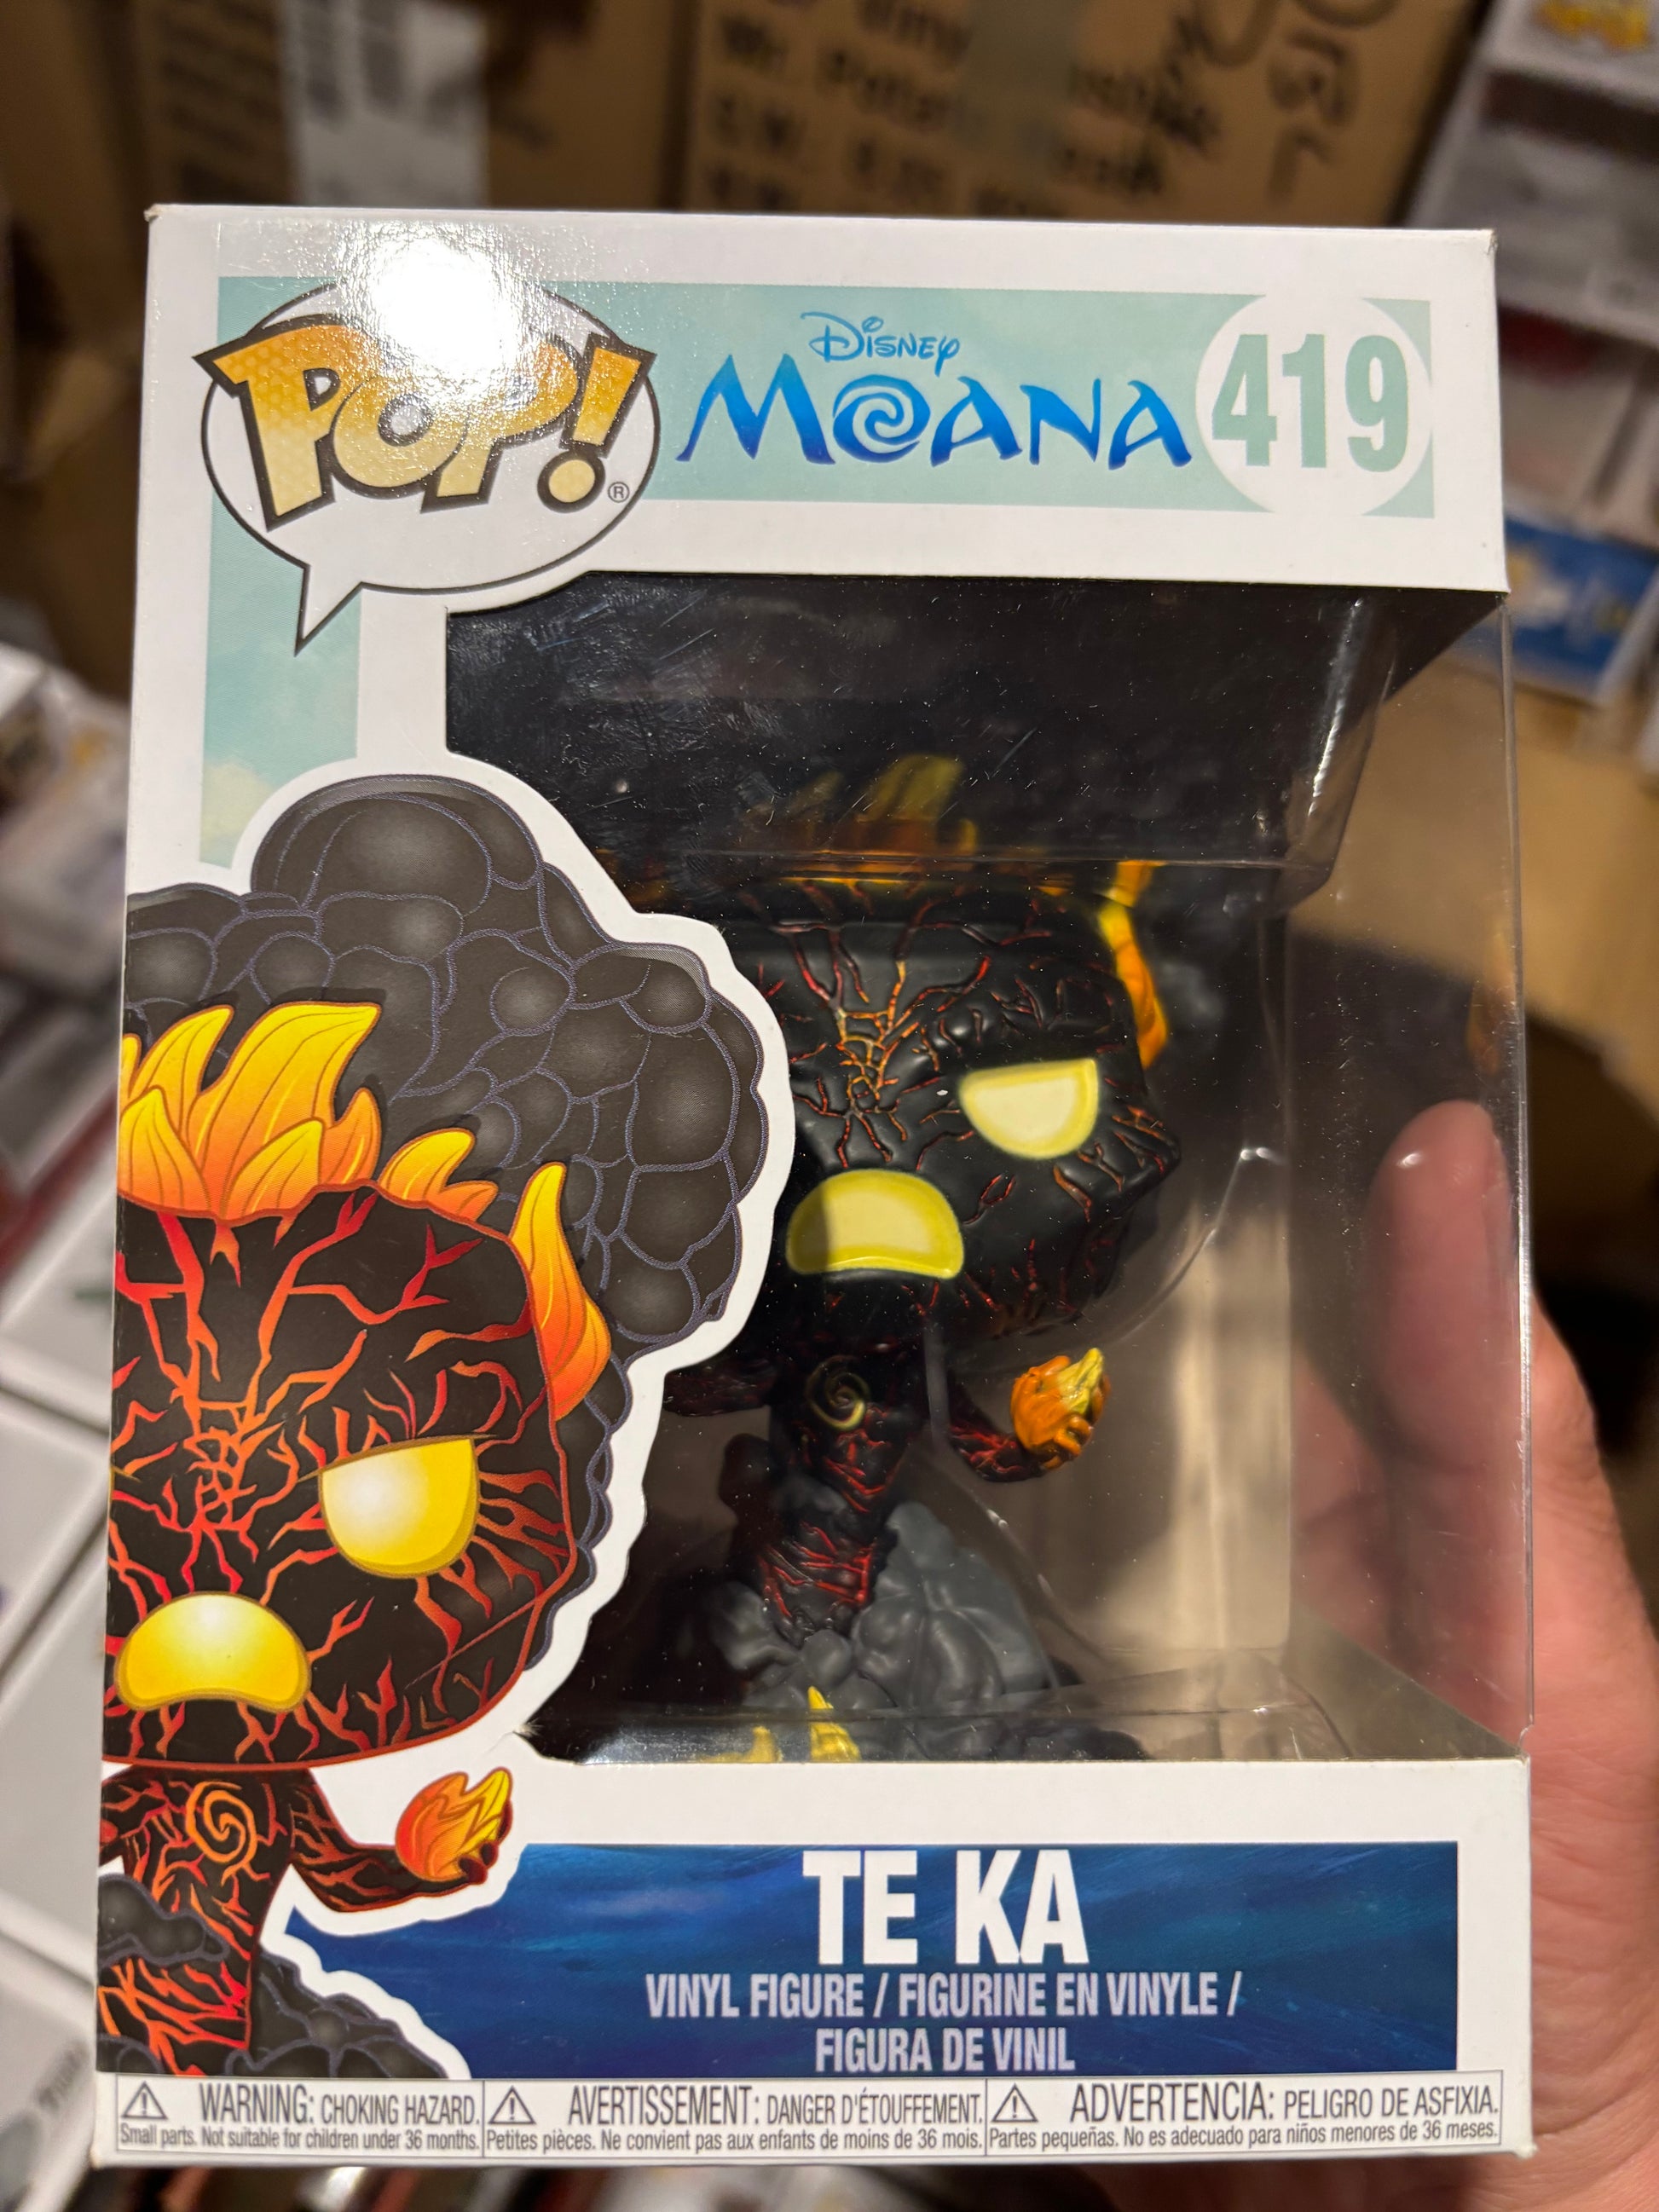 POP! ®
Disney
MOANA
419
TE KA
VINYL FIGURE / FIGURINE EN VINYLE /
FIGURA DE VINIL
WARNING: CHOKING HAZARD.
Small parts. Not suitable for children under 36 months.
AVERTISSEMENT: DANGER D'ÉTOUFFEMENT.
Petites pièces. Ne convient pas aux enfants de moins de 36 mois.
ADVERTENCIA: PELIGRO DE ASFIXIA.
Partes pequeñas. No es adecuado para niños menores de 36 meses.